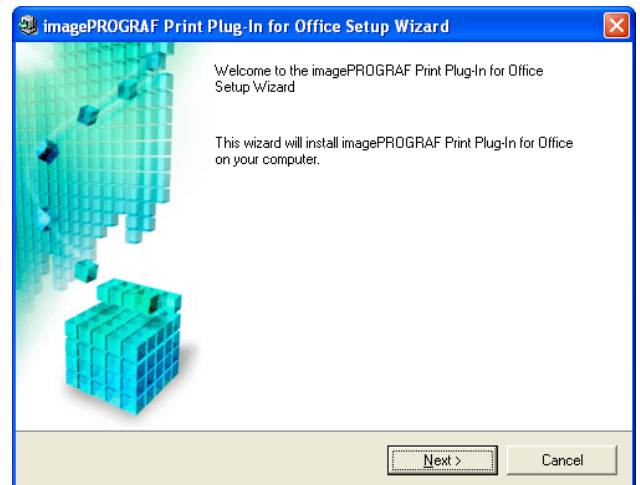 imagePROGRAF Print Plug-In for Office Setup Wizard
Welcome to the imagePROGRAF Print Plug-In for Office
Setup Wizard
This wizard will install imagePROGRAF Print Plug-In for Office
on your computer.
Next >
Cancel